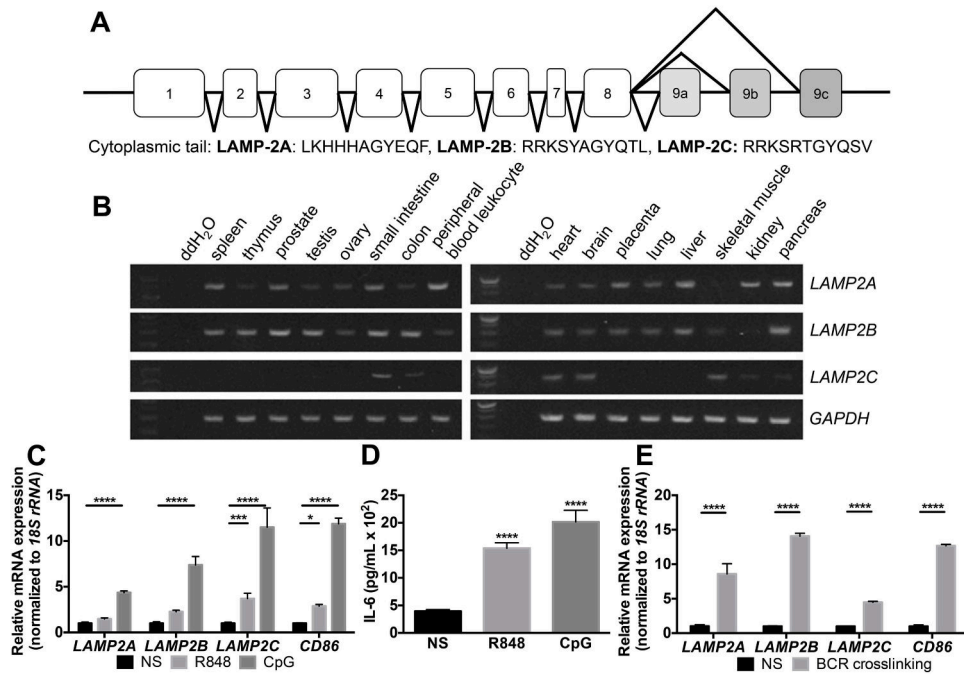 A
1 2 3 4 5 6 7 8 9a 9b 9c
Cytoplasmic tail: LAMP-2A: LKHHHAGYEQF, LAMP-2B: RRKSYAGYQTL, LAMP-2C: RRKSRTGYQSV
B
ddH2O spleen thymus prostate testis ovary small intestine colon peripheral blood leukocyte
ddH2O heart brain placenta lung liver skeletal muscle kidney pancreas
LAMP2A
LAMP2B
LAMP2C
GAPDH
C
Relative mRNA expression
(normalized to 18S rRNA)
15
10
5
0
**** **** **** ****
*** *
LAMP2A LAMP2B LAMP2C CD86
NS R848 CpG
D
IL-6 (pg/mL x 102)
25
20
15
10
5
0
**** ****
NS R848 CpG
E
Relative mRNA expression
(normalized to 18S rRNA)
20
15
10
5
0
**** **** **** ****
LAMP2A LAMP2B LAMP2C CD86
NS BCR crosslinking